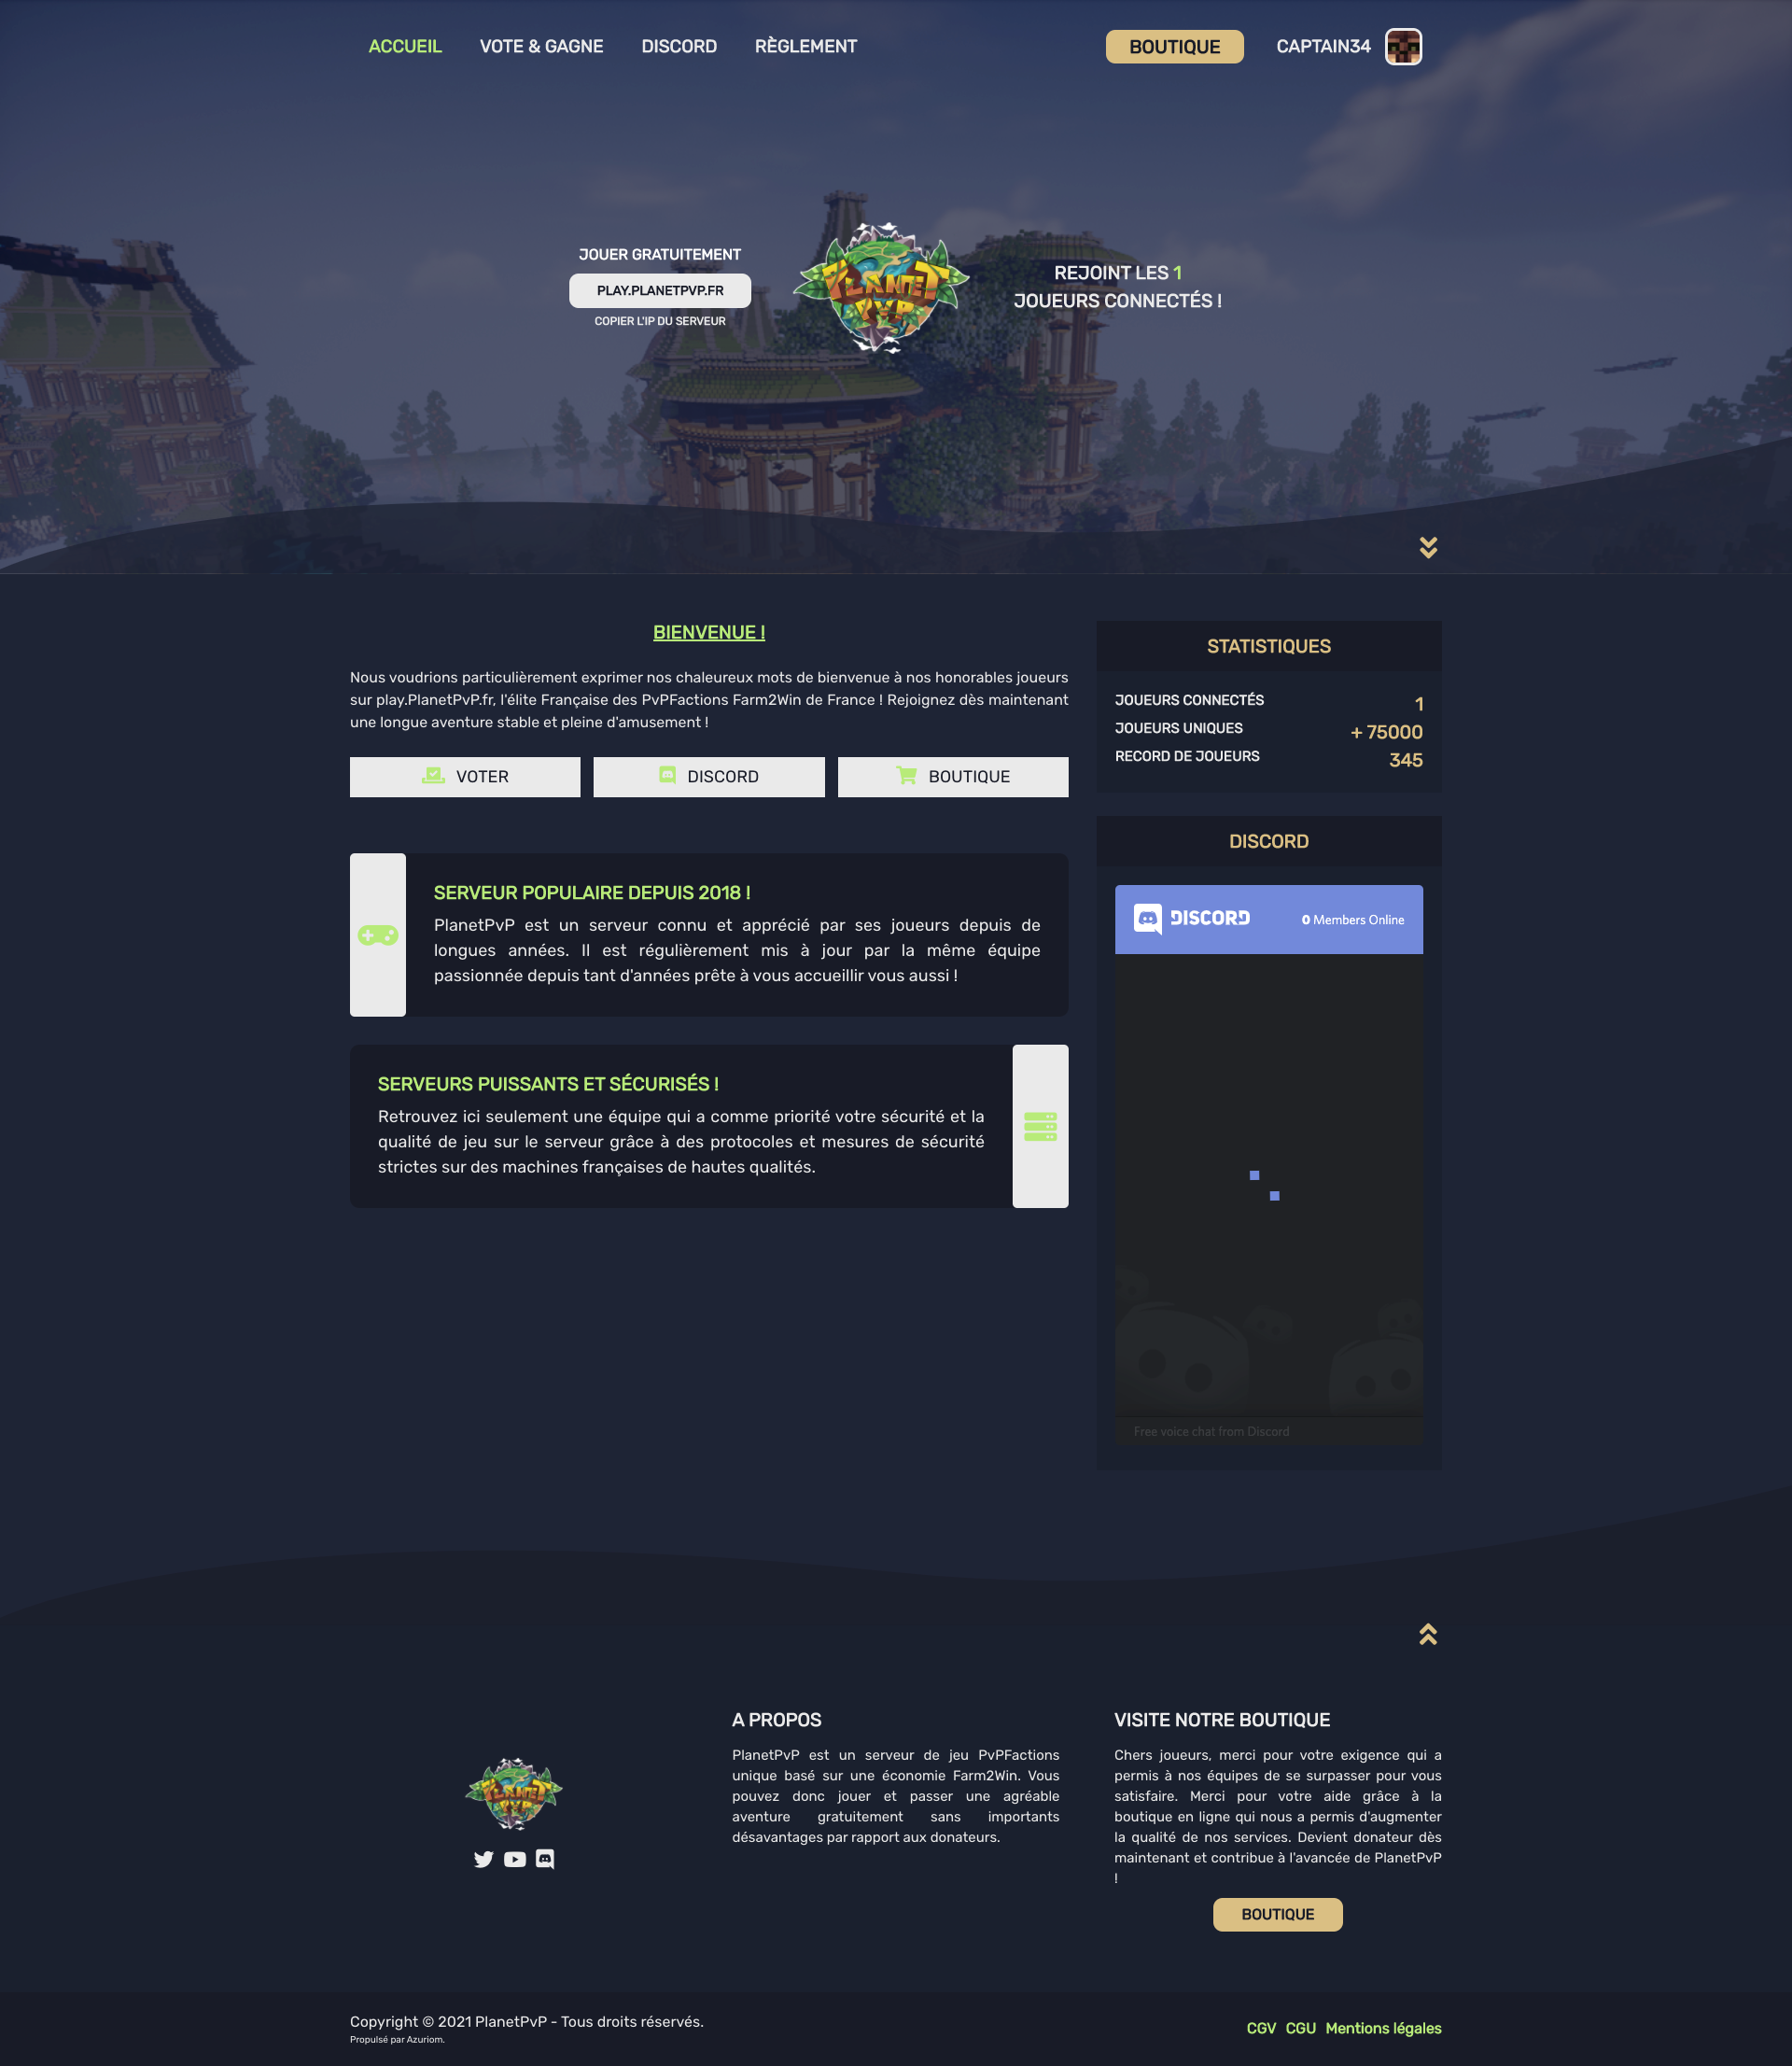 ACCUEIL VOTE & GAGNE DISCORD RÈGLEMENT BOUTIQUE CAPTAIN34
JOUER GRATUITEMENT
PLAY.PLANETPVP.FR
COPIER L'IP DU SERVEUR
PLANET
PVP
REJOINT LES 1
JOUEURS CONNECTÉS !
BIENVENUE !
Nous voudrions particulièrement exprimer nos chaleureux mots de bienvenue à nos honorables joueurs
sur play.PlanetPvP.fr, l'élite Française des PvPFactions Farm2Win de France ! Rejoignez dès maintenant
une longue aventure stable et pleine d'amusement !
VOTER DISCORD BOUTIQUE
SERVEUR POPULAIRE DEPUIS 2018 !
PlanetPvP est un serveur connu et apprécié par ses joueurs depuis de
longues années. Il est régulièrement mis à jour par la même équipe
passionnée depuis tant d'années prête à vous accueillir vous aussi !
SERVEURS PUISSANTS ET SÉCURISÉS !
Retrouvez ici seulement une équipe qui a comme priorité votre sécurité et la
qualité de jeu sur le serveur grâce à des protocoles et mesures de sécurité
strictes sur des machines françaises de hautes qualités.
STATISTIQUES
JOUEURS CONNECTÉS 1
JOUEURS UNIQUES + 75000
RECORD DE JOUEURS 345
DISCORD
DISCORD 0 Members Online
Free voice chat from Discord
PLANET
PVP
A PROPOS
PlanetPvP est un serveur de jeu PvPFactions
unique basé sur une économie Farm2Win. Vous
pouvez donc jouer et passer une agréable
aventure gratuitement sans importants
désavantages par rapport aux donateurs.
VISITE NOTRE BOUTIQUE
Chers joueurs, merci pour votre exigence qui a
permis à nos équipes de se surpasser pour vous
satisfaire. Merci pour votre aide grâce à la
boutique en ligne qui nous a permis d'augmenter
la qualité de nos services. Devient donateur dès
maintenant et contribue à l'avancée de PlanetPvP
!
BOUTIQUE
Copyright © 2021 PlanetPvP - Tous droits réservés.
Propulsé par Azuriom.
CGV CGU Mentions légales